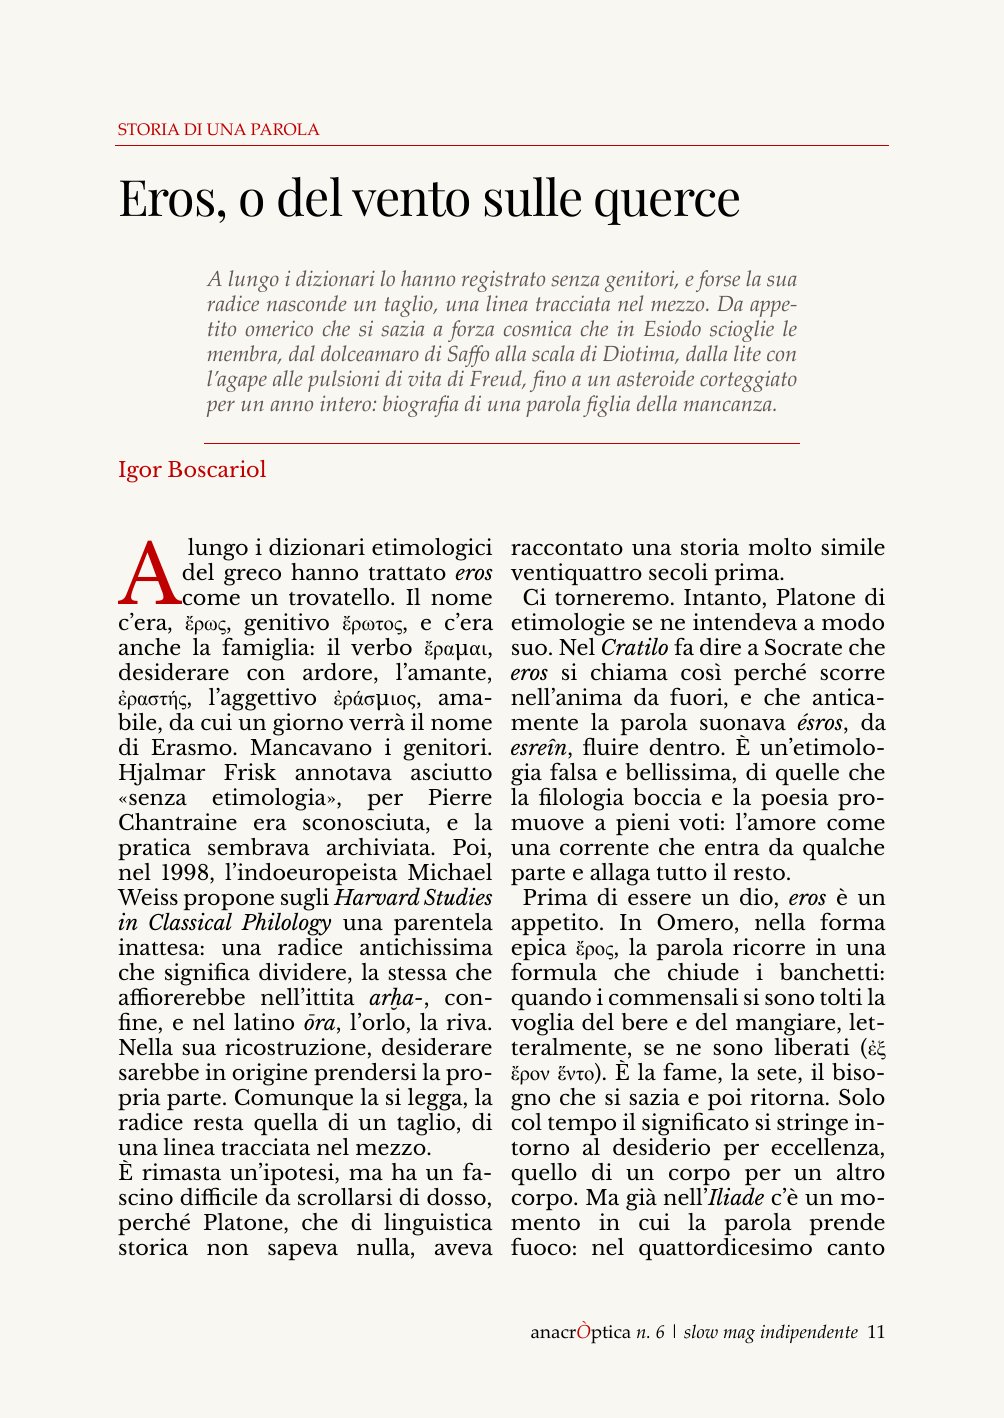 STORIA DI UNA PAROLA
Eros, o del vento sulle querce
A lungo i dizionari lo hanno registrato senza genitori, e forse la sua
radice nasconde un taglio, una linea tracciata nel mezzo. Da appe-
tito omerico che si sazia a forza cosmica che in Esiodo scioglie le
membra, dal dolceamaro di Saffo alla scala di Diotima, dalla lite con
l’agape alle pulsioni di vita di Freud, fino a un asteroide corteggiato
per un anno intero: biografia di una parola figlia della mancanza.
Igor Boscariol
A lungo i dizionari etimologici
del greco hanno trattato eros
come un trovatello. Il nome
c’era, ἔρως, genitivo ἔρωτος, e c’era
anche la famiglia: il verbo ἔραμαι,
desiderare con ardore, l’amante,
ἐραστής, l’aggettivo ἐράσμιος, ama-
bile, da cui un giorno verrà il nome
di Erasmo. Mancavano i genitori.
Hjalmar Frisk annotava asciutto
«senza etimologia», per Pierre
Chantraine era sconosciuta, e la
pratica sembrava archiviata. Poi,
nel 1998, l’indoeuropeista Michael
Weiss propone sugli Harvard Studies
in Classical Philology una parentela
inattesa: una radice antichissima
che significa dividere, la stessa che
affiorerebbe nell’ittita arḫa-, con-
fine, e nel latino ōra, l’orlo, la riva.
Nella sua ricostruzione, desiderare
sarebbe in origine prendersi la pro-
pria parte. Comunque la si legga, la
radice resta quella di un taglio, di
una linea tracciata nel mezzo.
È rimasta un’ipotesi, ma ha un fa-
scino difficile da scrollarsi di dosso,
perché Platone, che di linguistica
storica non sapeva nulla, aveva
raccontato una storia molto simile
ventiquattro secoli prima.
Ci torneremo. Intanto, Platone di
etimologie se ne intendeva a modo
suo. Nel Cratilo fa dire a Socrate che
eros si chiama così perché scorre
nell’anima da fuori, e che antica-
mente la parola suonava ésros, da
esreîn, fluire dentro. È un’etimolo-
gia falsa e bellissima, di quelle che
la filologia boccia e la poesia pro-
muove a pieni voti: l’amore come
una corrente che entra da qualche
parte e allaga tutto il resto.
Prima di essere un dio, eros è un
appetito. In Omero, nella forma
epica ἔρος, la parola ricorre in una
formula che chiude i banchetti:
quando i commensali si sono tolti la
voglia del bere e del mangiare, let-
teralmente, se ne sono liberati (ἐξ
ἔρον ἕντο). È la fame, la sete, il biso-
gno che si sazia e poi ritorna. Solo
col tempo il significato si stringe in-
torno al desiderio per eccellenza,
quello di un corpo per un altro
corpo. Ma già nell’Iliade c’è un mo-
mento in cui la parola prende
fuoco: nel quattordicesimo canto
anacrÒptica n. 6 | slow mag indipendente 11